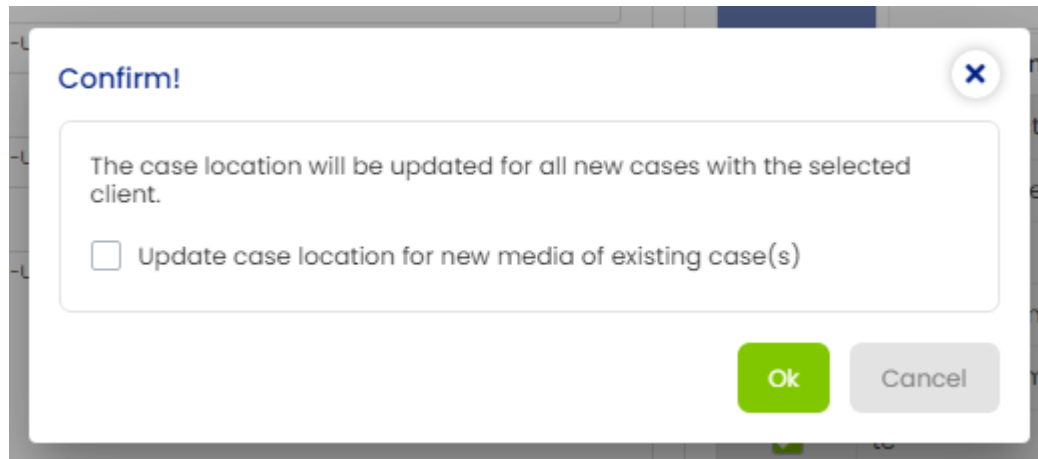 Confirm!
The case location will be updated for all new cases with the selected
client.
Update case location for new media of existing case(s)
Ok
Cancel